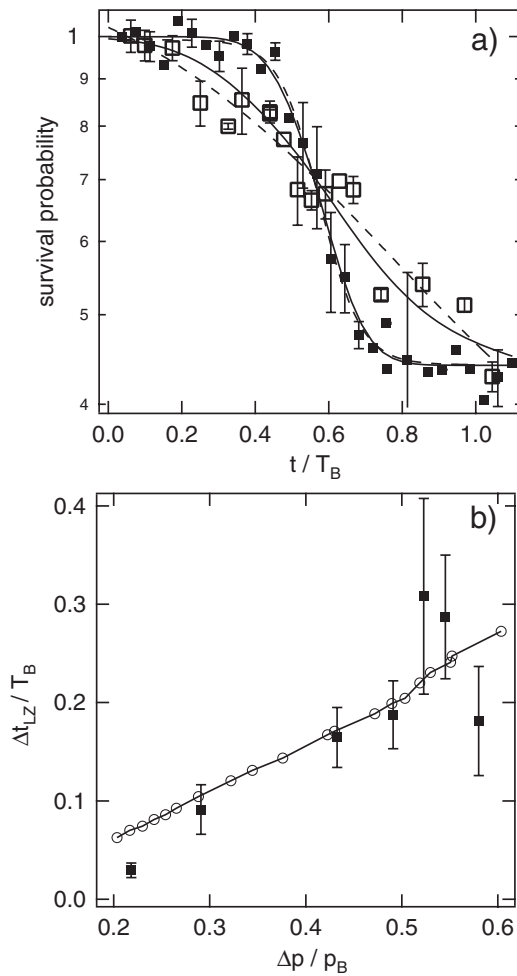 a)
1
9
8
7
6
5
4
survival probability
0.0 0.2 0.4 0.6 0.8 1.0
t / T_B
b)
0.4
0.3
0.2
0.1
0.0
Δt_LZ / T_B
0.2 0.3 0.4 0.5 0.6
Δp / p_B